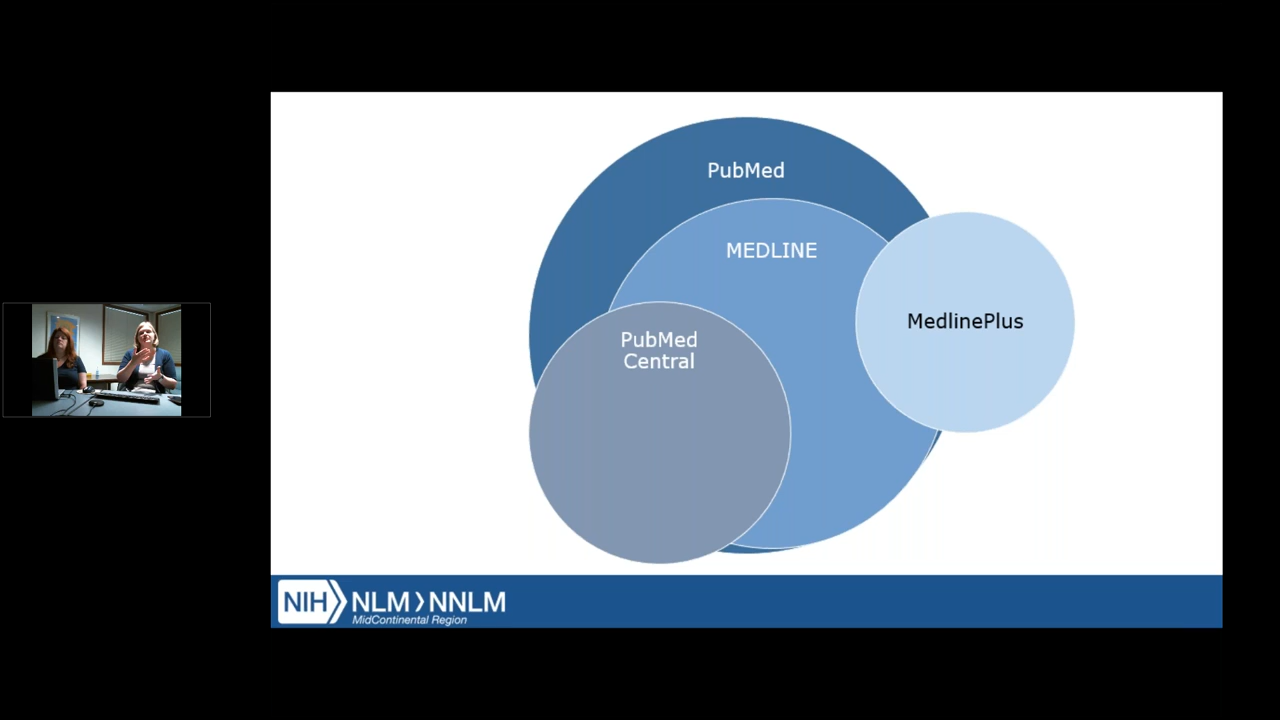 PubMed
MEDLINE
MedlinePlus
PubMed
Central
NIH NLM NNLM
MidContinental Region